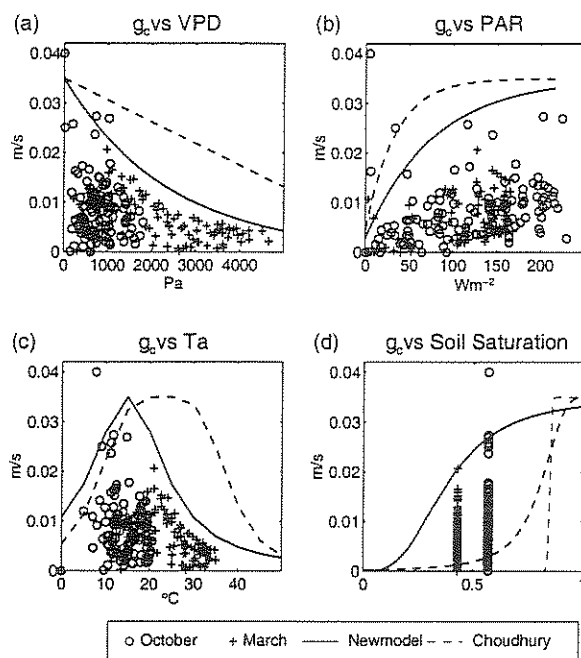 (a) g_c vs VPD
0.04
0.03
m/s
0.02
0.01
0
0 1000 2000 3000 4000
Pa
(b) g_c vs PAR
0.04
0.03
m/s
0.02
0.01
0
0 50 100 150 200
Wm⁻²
(c) g_c vs Ta
0.04
0.03
m/s
0.02
0.01
0
0 10 20 30 40 50
°C
(d) g_c vs Soil Saturation
0.04
0.03
m/s
0.02
0.01
0
0 0.5 1
October March Newmodel Choudhury